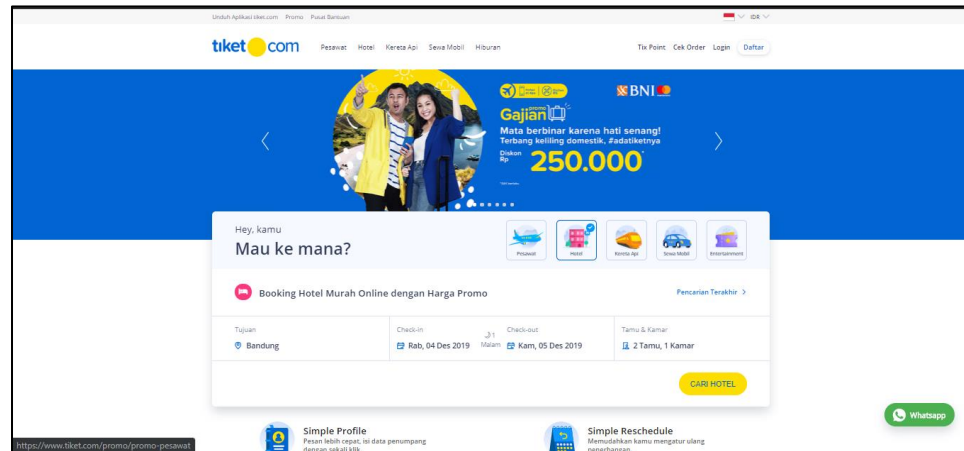 Unduh Aplikasi tiket.com Promo Pusat Bantuan IDR
tiket com Pesawat Hotel Kereta Api Sewa Mobil Hiburan Tix Point Cek Order Login Daftar
BNI
promo
Gajian
Mata berbinar karena hati senang!
Terbang keliling domestik, #adatiketnya
Diskon
Rp 250.000
Hey, kamu
Mau ke mana?
Pesawat Hotel Kereta Api Sewa Mobil Entertainment
Booking Hotel Murah Online dengan Harga Promo Pencarian Terakhir >
Tujuan Check-in 1 Malam Check-out Tamu & Kamar
Bandung Rab, 04 Des 2019 Kam, 05 Des 2019 2 Tamu, 1 Kamar
CARI HOTEL
Whatsapp
Simple Profile Simple Reschedule
Pesan lebih cepat, isi data penumpang Memudahkan kamu mengatur ulang
dengan sekali klik penerbangan
https://www.tiket.com/promo/promo-pesawat